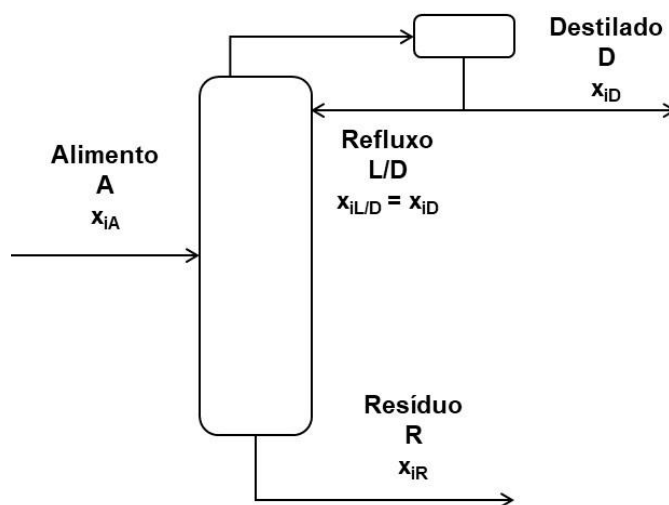 Destilado
D
xiD
Refluxo
L/D
xiL/D = xiD
Alimento
A
xiA
Resíduo
R
xiR